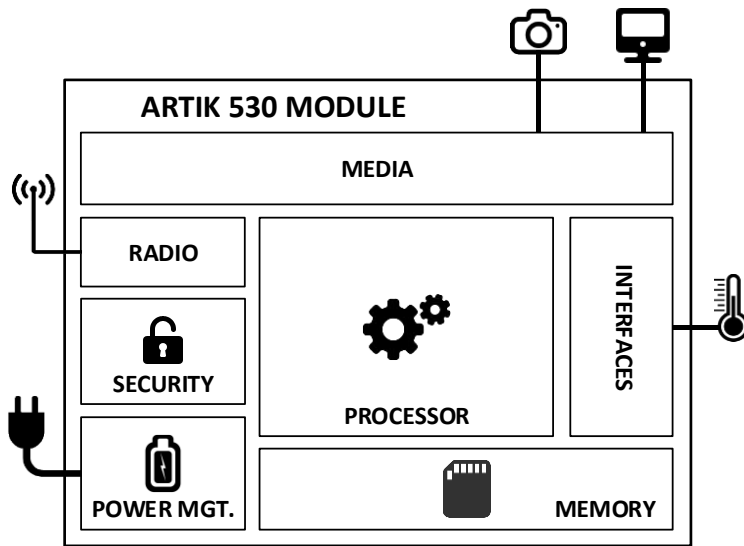 ARTIK 530 MODULE
MEDIA
RADIO
SECURITY
POWER MGT.
PROCESSOR
INTERFACES
MEMORY